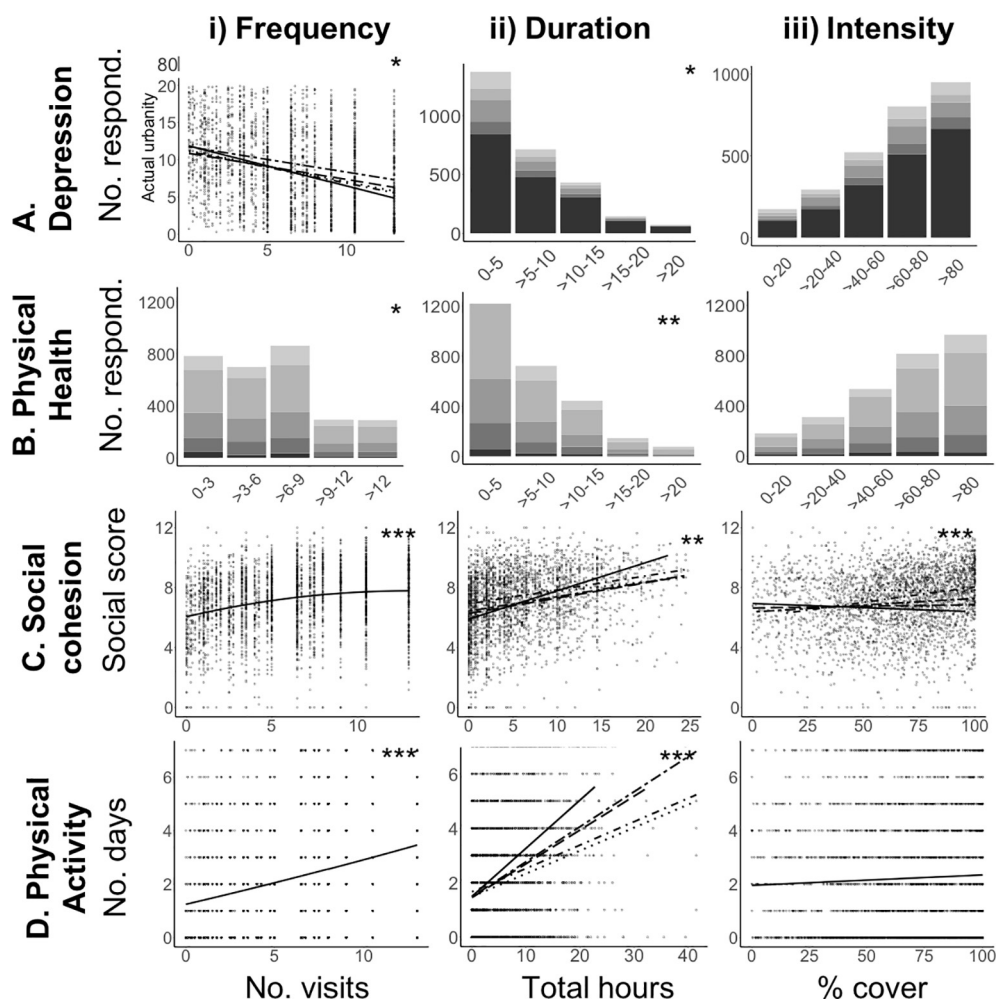 i) Frequency
ii) Duration
iii) Intensity
A. Depression
No. respond.
Actual urbanity
80
20
15
10
5
0
0 5 10
*
1000
500
0
0-5 >5-10 >10-15 >15-20 >20
*
1000
500
0
0-20 >20-40 >40-60 >60-80 >80
B. Physical Health
No. respond.
1200
800
400
0
0-3 >3-6 >6-9 >9-12 >12
*
1200
800
400
0
0-5 >5-10 >10-15 >15-20 >20
**
1200
800
400
0
0-20 >20-40 >40-60 >60-80 >80
C. Social cohesion
Social score
12
8
4
0
0 5 10
***
12
8
4
0
0 5 10 15 20 25
**
12
8
4
0
0 25 50 75 100
***
D. Physical Activity
No. days
6
4
2
0
0 5 10
***
6
4
2
0
0 10 20 30 40
***
6
4
2
0
0 25 50 75 100
No. visits
Total hours
% cover